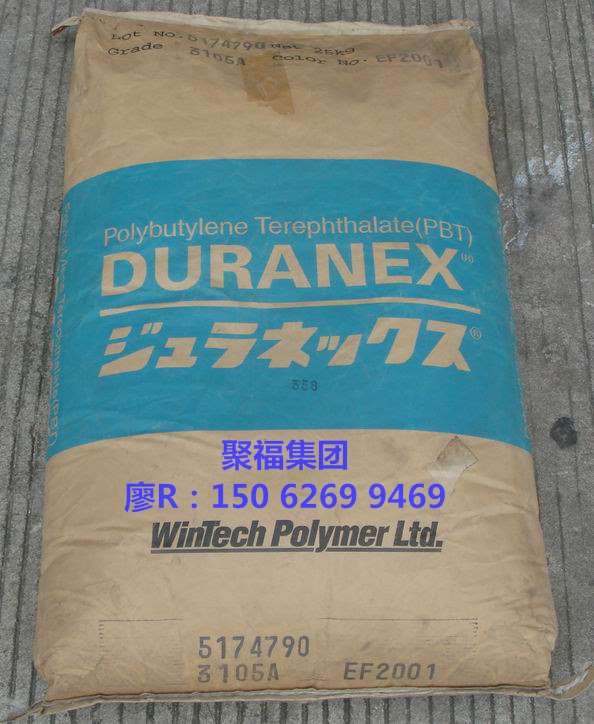 Lot No. 5174790 Net 25kg
Grade 3105A Color No. EF2001
Polybutylene Terephthalate(PBT)
DURANEX®
ジュラネックス®
338
聚福集团
廖R：150 6269 9469
WinTech Polymer Ltd.
5174790
3105A EF2001